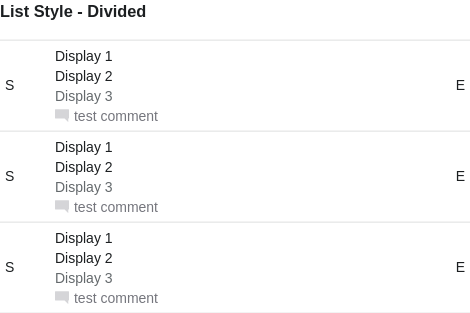 List Style - Divided
Display 1
Display 2
S
E
Display 3
test comment
Display 1
Display 2
S
E
Display 3
test comment
Display 1
Display 2
S
E
Display 3
test comment